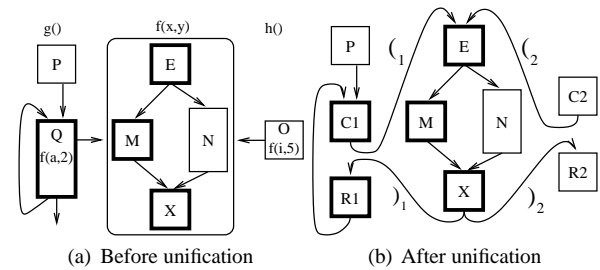 g()
f(x,y)
h()
P
E
Q
f(a,2)
M
N
O
f(i,5)
X
(a) Before unification
P
(1
E
(2
C1
M
N
C2
R1
X
R2
)1
)2
(b) After unification